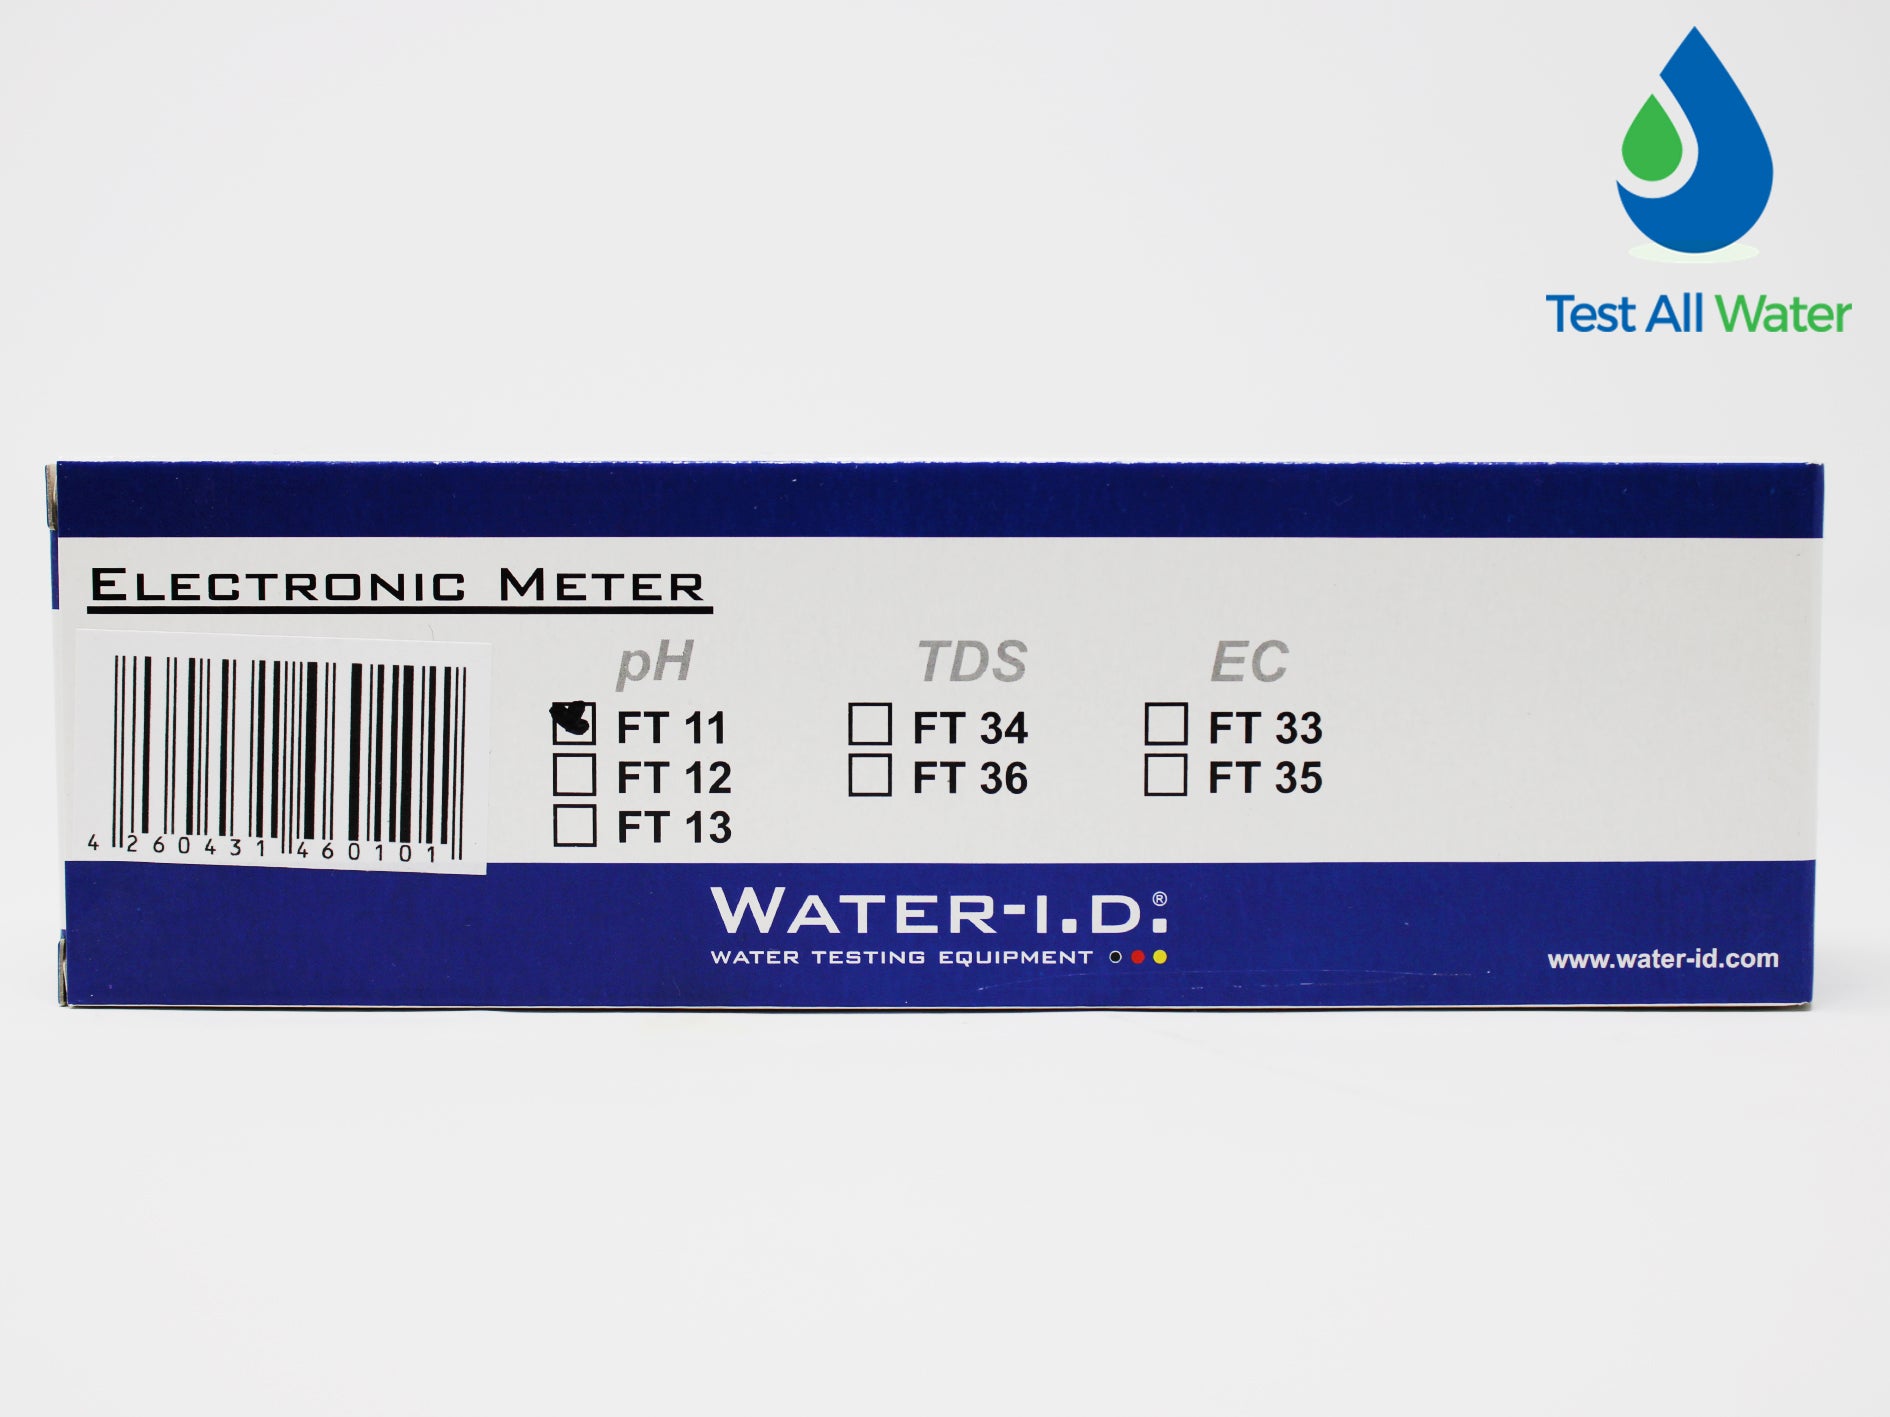 Test All Water
ELECTRONIC METER
pH TDS EC
FT 11 FT 34 FT 33
FT 12 FT 36 FT 35
FT 13
4 260431 460101
WATER-I.D.®
WATER TESTING EQUIPMENT
www.water-id.com